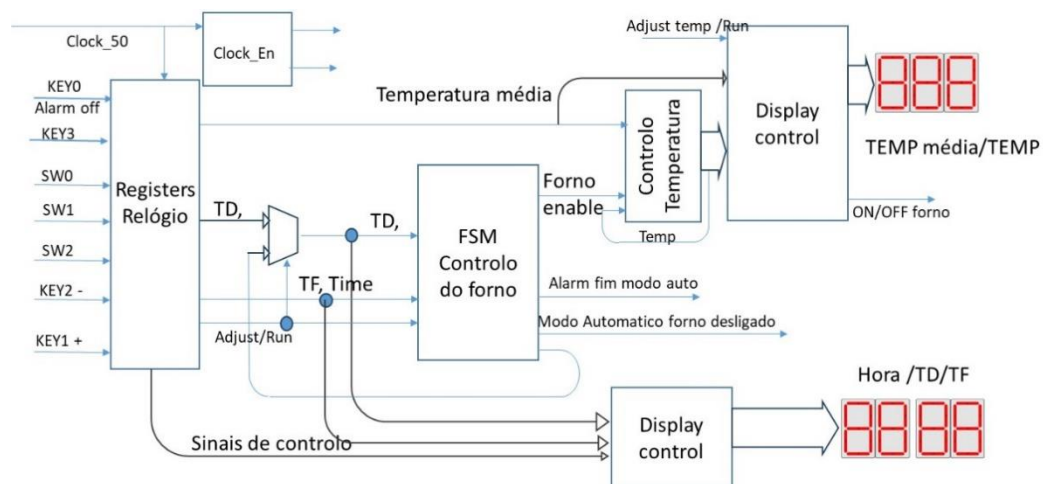 Clock_50
Clock_En
Adjust temp /Run
KEY0
Alarm off
KEY3
SW0
SW1
SW2
KEY2 -
KEY1 +
Registers
Relógio
Temperatura média
Controlo
Temperatura
Display
control
TEMP média/TEMP
ON/OFF forno
TD,
TD,
Forno
enable
Temp
FSM
Controlo
do forno
TF, Time
Adjust/Run
Alarm fim modo auto
Modo Automatico forno desligado
Hora /TD/TF
Sinais de controlo
Display
control
888
88 88